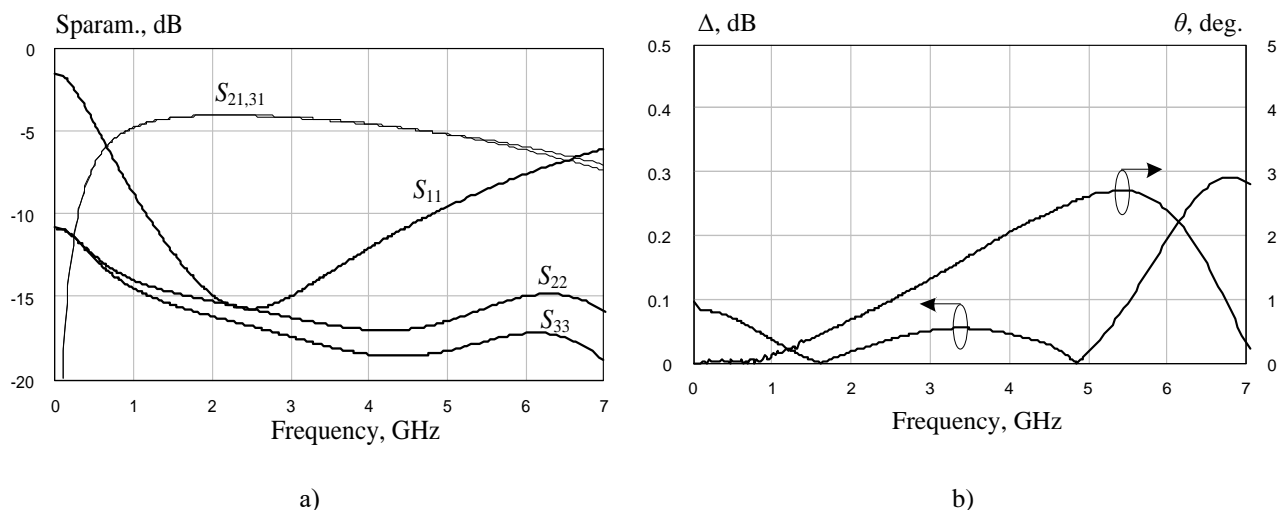 Sparam., dB
0
-5
-10
-15
-20
S21,31
S11
S22
S33
0 1 2 3 4 5 6 7
Frequency, GHz
a)
Δ, dB
θ, deg.
0.5
0.4
0.3
0.2
0.1
0
5
4
3
2
1
0
0 1 2 3 4 5 6 7
Frequency, GHz
b)